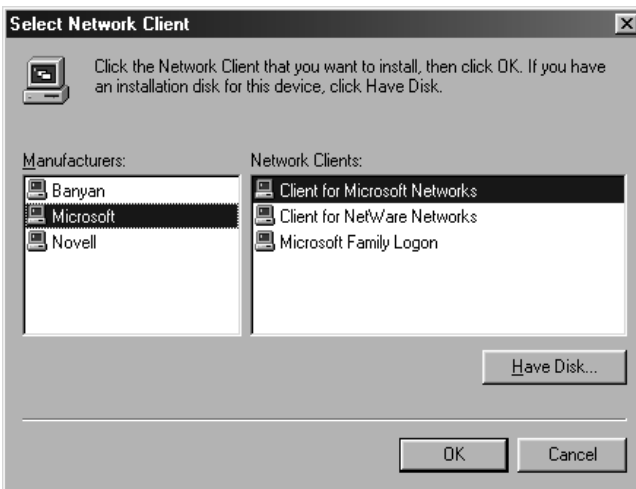 Select Network Client
Click the Network Client that you want to install, then click OK. If you have
an installation disk for this device, click Have Disk.
Manufacturers:
Banyan
Microsoft
Novell
Network Clients:
Client for Microsoft Networks
Client for NetWare Networks
Microsoft Family Logon
Have Disk...
OK
Cancel